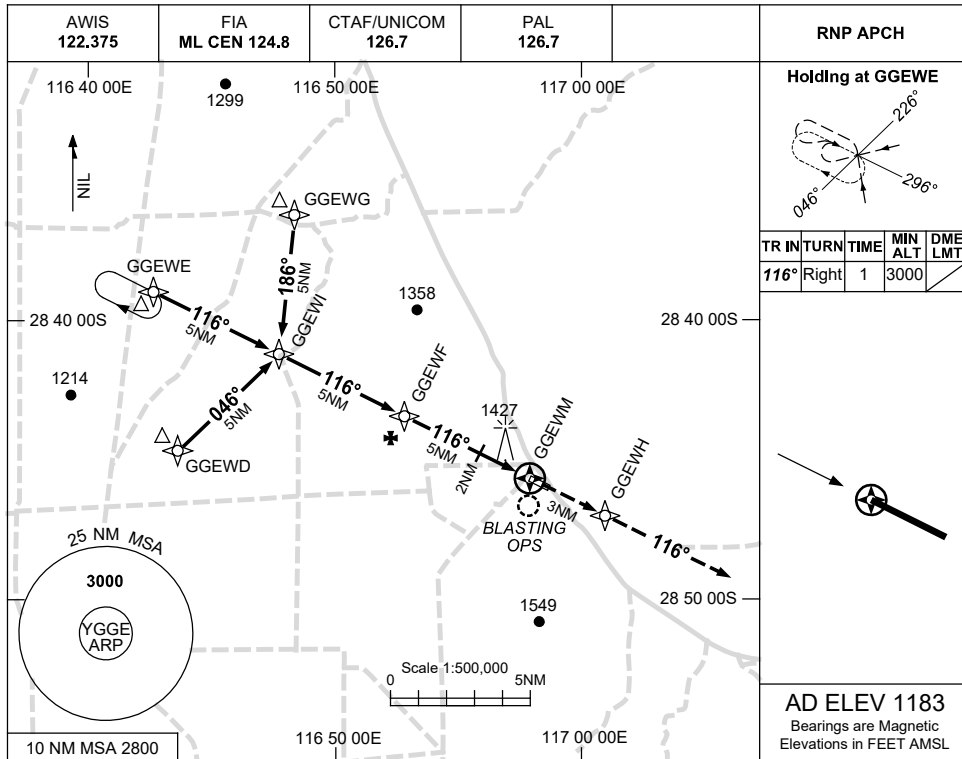 AWIS
122.375
FIA
ML CEN 124.8
CTAF/UNICOM
126.7
PAL
126.7
RNP APCH
116 40 00E
116 50 00E
117 00 00E
1299
NIL
GGEWG
GGEWE
186°
5NM
GGEWI
1358
28 40 00S
28 40 00S
116°
5NM
1214
046°
5NM
GGEWD
116°
5NM
GGEWF
116°
5NM
2NM
1427
GGEWM
GGEWH
3NM
BLASTING
OPS
116°
25 NM MSA
3000
YGGE
ARP
28 50 00S
1549
Scale 1:500,000
0
5NM
10 NM MSA 2800
116 50 00E
117 00 00E
Holding at GGEWE
226°
296°
046°
TR IN
TURN
TIME
MIN
ALT
DME
LMT
116°
Right
1
3000
AD ELEV 1183
Bearings are Magnetic
Elevations in FEET AMSL